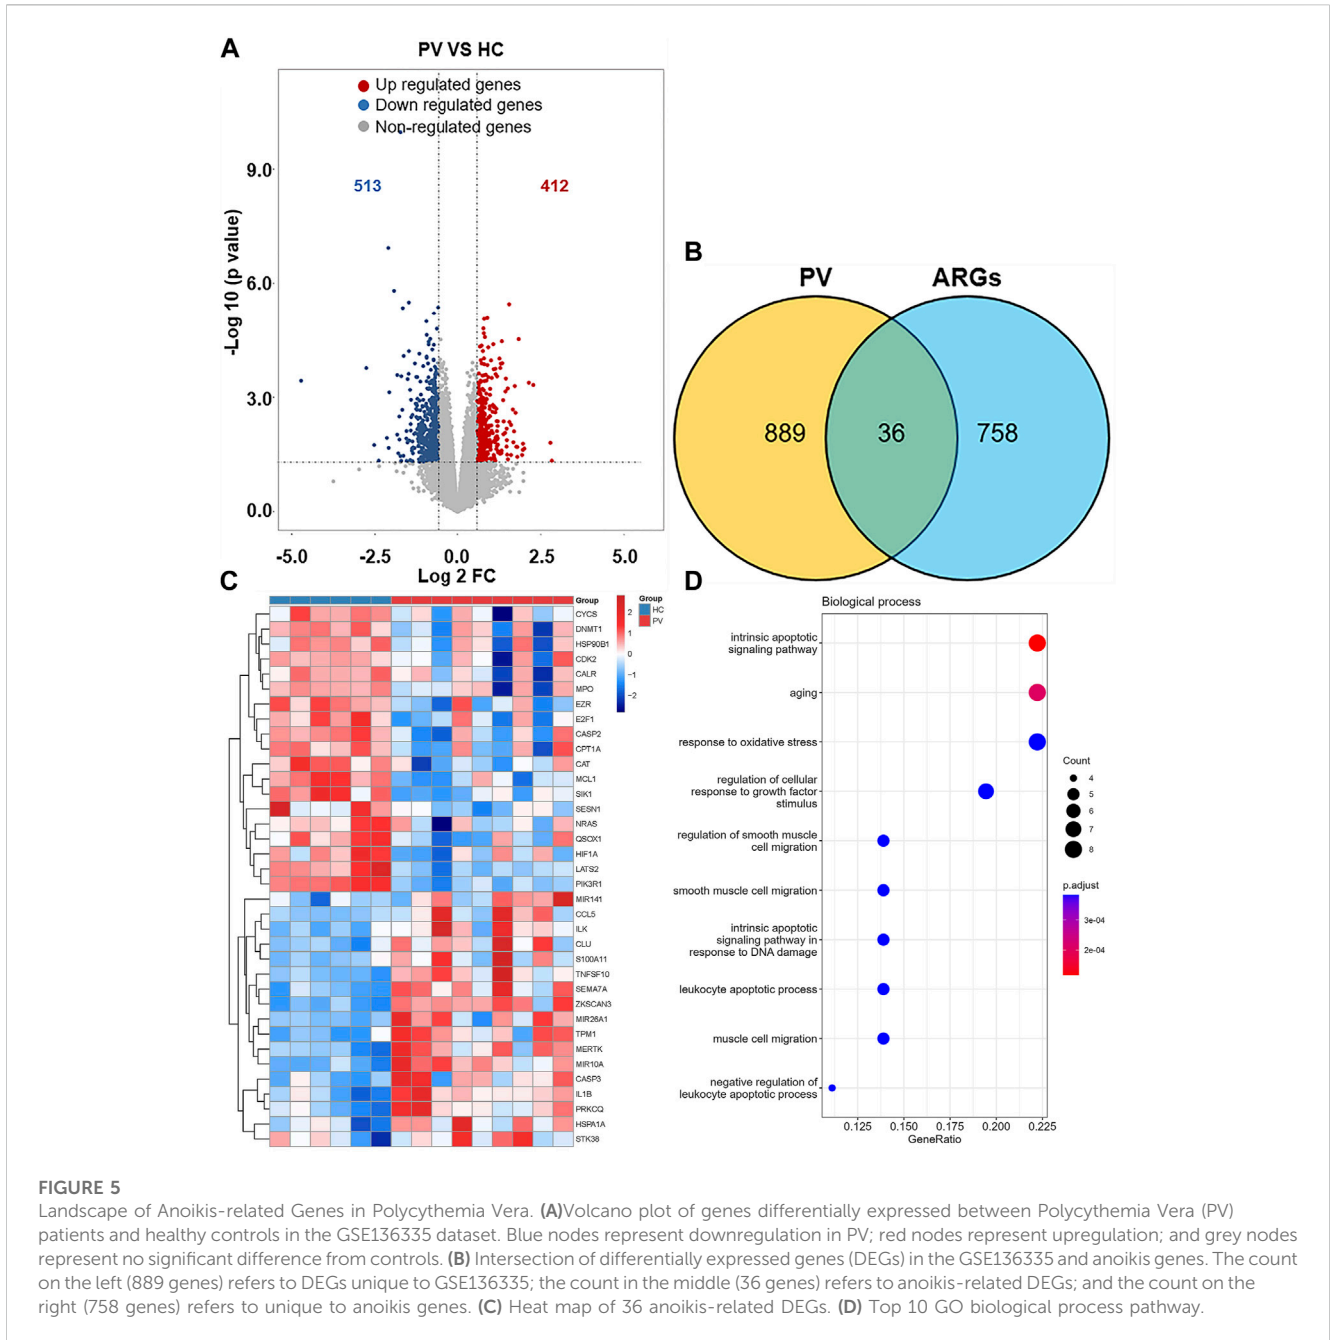 A
PV VS HC
Up regulated genes
Down regulated genes
Non-regulated genes
513
412
9.0
6.0
3.0
0.0
-Log 10 (p value)
-5.0 -2.5 0.0 2.5 5.0
Log 2 FC
B
PV ARGs
889 36 758
C
Group
CYCS
DNMT1
HSP90B1
CDK2
CALR
MPO
EZR
E2F1
CASP2
CPT1A
CAT
MCL1
SIK1
SESN1
NRAS
QSOX1
HIF1A
LATS2
PIK3R1
MIR141
CCL5
ILK
CLU
S100A11
TNFSF10
SEMA7A
ZKSCAN3
MIR26A1
TPM1
MERTK
MIR10A
CASP3
IL1B
PRKCQ
HSPA1A
STK38
2
1
0
−1
−2
Group
HC
PV
D
Biological process
intrinsic apoptotic
signaling pathway
aging
response to oxidative stress
regulation of cellular
response to growth factor
stimulus
regulation of smooth muscle
cell migration
smooth muscle cell migration
intrinsic apoptotic
signaling pathway in
response to DNA damage
leukocyte apoptotic process
muscle cell migration
negative regulation of
leukocyte apoptotic process
0.125 0.150 0.175 0.200 0.225
GeneRatio
Count
4
5
6
7
8
p.adjust
3e-04
2e-04
FIGURE 5
Landscape of Anoikis-related Genes in Polycythemia Vera. (A)Volcano plot of genes differentially expressed between Polycythemia Vera (PV)
patients and healthy controls in the GSE136335 dataset. Blue nodes represent downregulation in PV; red nodes represent upregulation; and grey nodes
represent no significant difference from controls. (B) Intersection of differentially expressed genes (DEGs) in the GSE136335 and anoikis genes. The count
on the left (889 genes) refers to DEGs unique to GSE136335; the count in the middle (36 genes) refers to anoikis-related DEGs; and the count on the
right (758 genes) refers to unique to anoikis genes. (C) Heat map of 36 anoikis-related DEGs. (D) Top 10 GO biological process pathway.